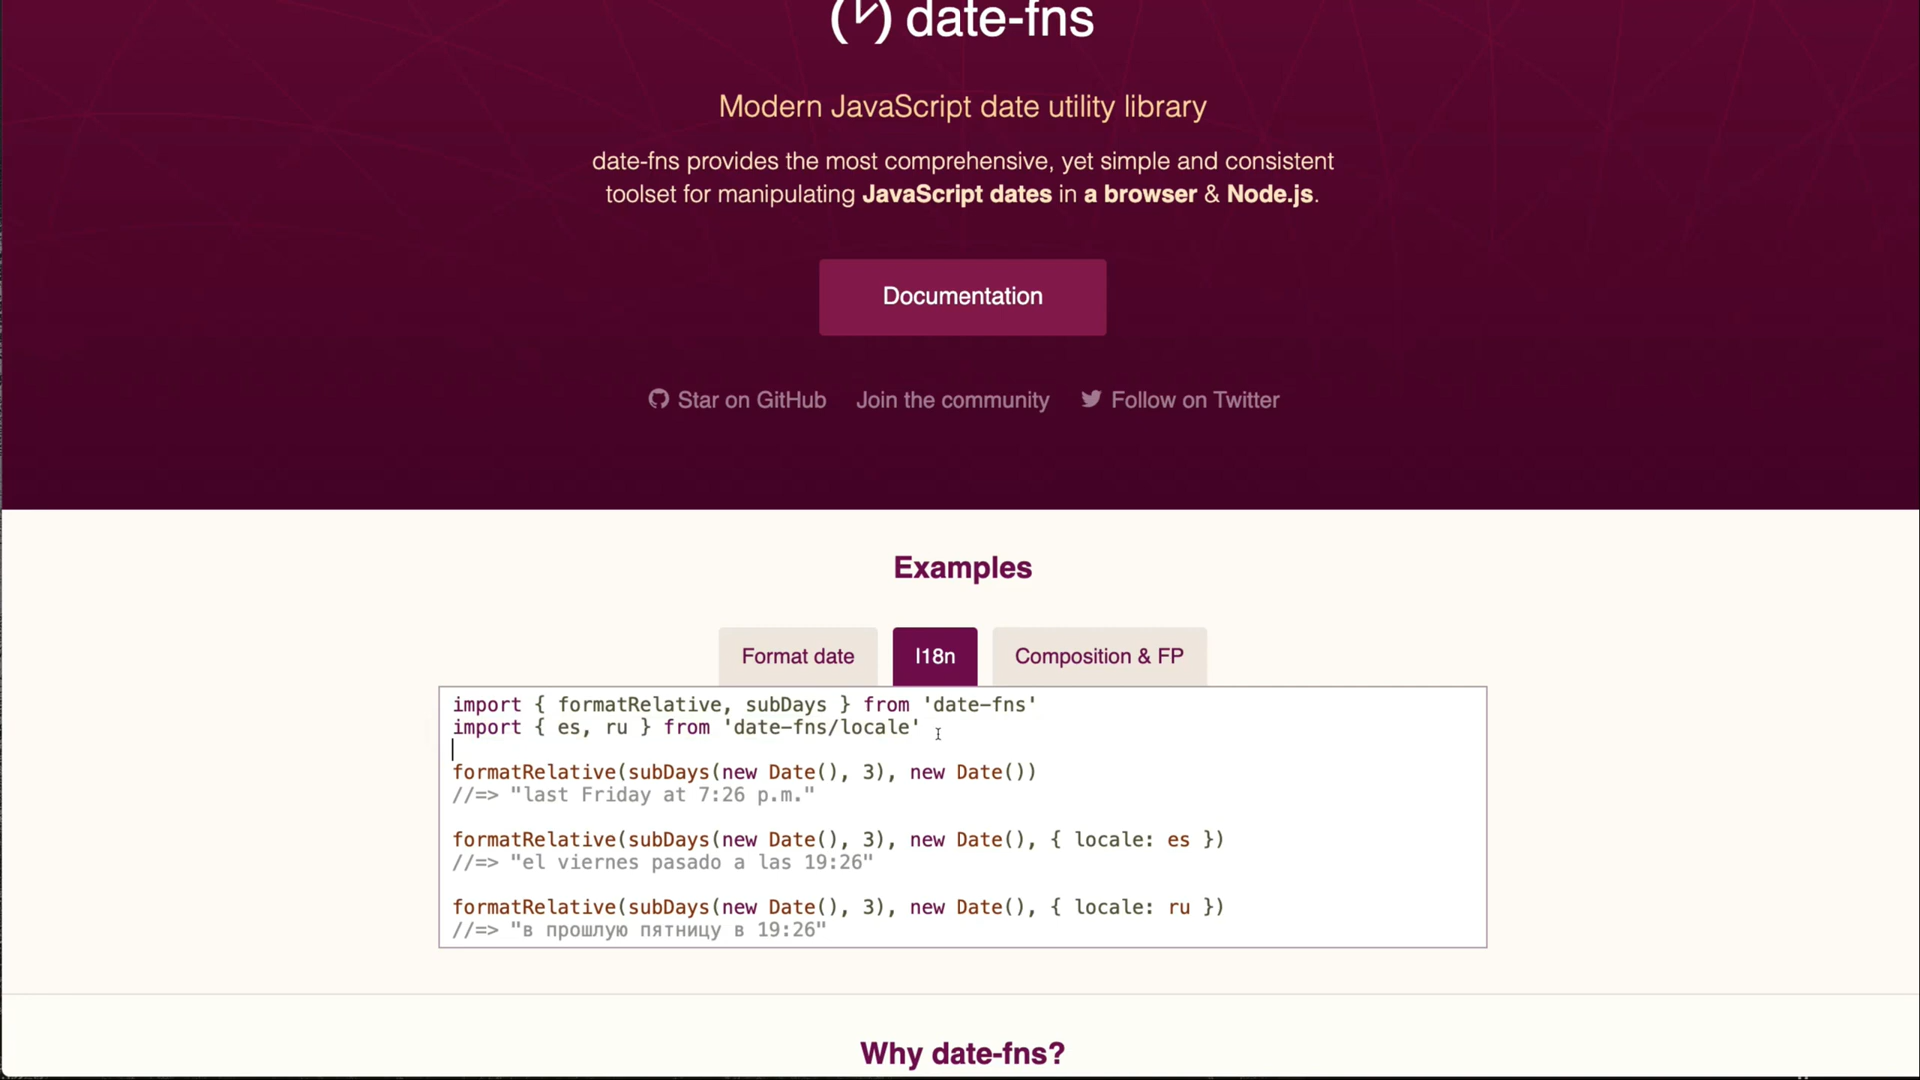 date-fns
Modern JavaScript date utility library
date-fns provides the most comprehensive, yet simple and consistent
toolset for manipulating JavaScript dates in a browser & Node.js.
Documentation
Star on GitHub Join the community Follow on Twitter
Examples
Format date I18n Composition & FP
import { formatRelative, subDays } from 'date-fns'
import { es, ru } from 'date-fns/locale'
formatRelative(subDays(new Date(), 3), new Date())
//=> "last Friday at 7:26 p.m."
formatRelative(subDays(new Date(), 3), new Date(), { locale: es })
//=> "el viernes pasado a las 19:26"
formatRelative(subDays(new Date(), 3), new Date(), { locale: ru })
//=> "в прошлую пятницу в 19:26"
Why date-fns?